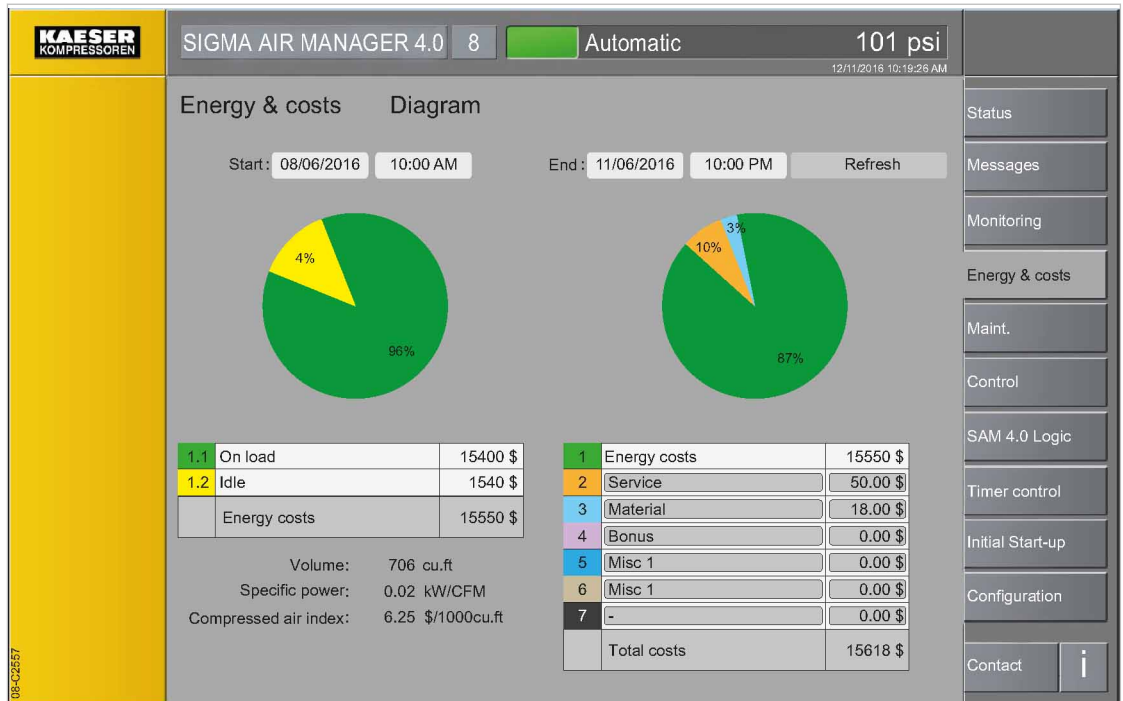 KAESER
KOMPRESSOREN
SIGMA AIR MANAGER 4.0 8 Automatic 101 psi
12/11/2016 10:19:26 AM
Energy & costs Diagram
Start: 08/06/2016 10:00 AM End: 11/06/2016 10:00 PM Refresh
4%
96%
3%
10%
87%
1.1 On load 15400 $
1.2 Idle 1540 $
Energy costs 15550 $
Volume: 706 cu.ft
Specific power: 0.02 kW/CFM
Compressed air index: 6.25 $/1000cu.ft
1 Energy costs 15550 $
2 Service 50.00 $
3 Material 18.00 $
4 Bonus 0.00 $
5 Misc 1 0.00 $
6 Misc 1 0.00 $
7 - 0.00 $
Total costs 15618 $
Status
Messages
Monitoring
Energy & costs
Maint.
Control
SAM 4.0 Logic
Timer control
Initial Start-up
Configuration
Contact i
08-C2557